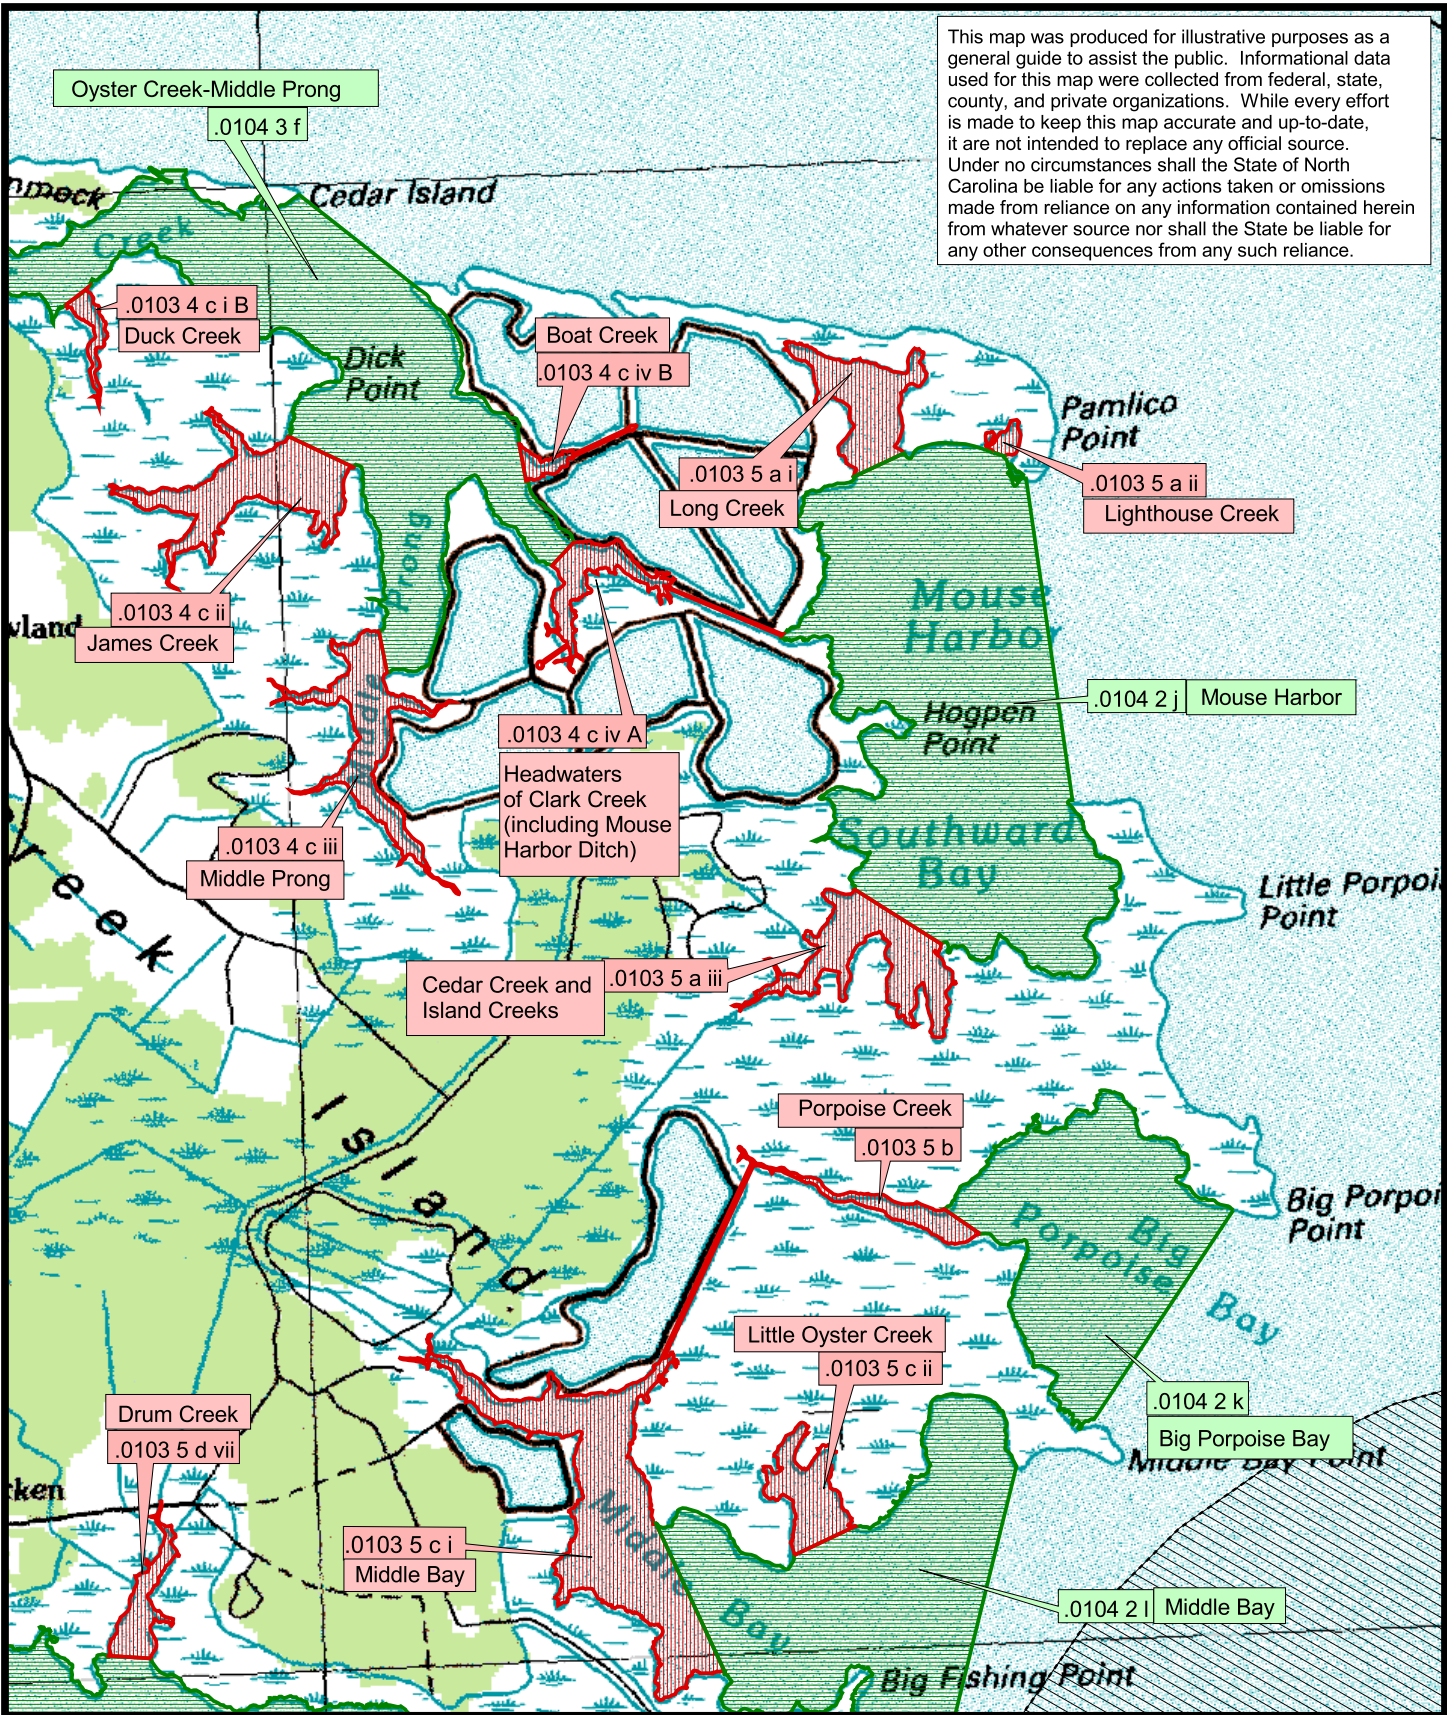 This map was produced for illustrative purposes as a
general guide to assist the public.  Informational data
used for this map were collected from federal, state,
county, and private organizations.  While every effort
is made to keep this map accurate and up-to-date,
it are not intended to replace any official source.
Under no circumstances shall the State of North
Carolina be liable for any actions taken or omissions
made from reliance on any information contained herein
from whatever source nor shall the State be liable for
any other consequences from any such reliance.
Oyster Creek-Middle Prong
.0104 3 f
nmock
Cedar Island
Creek
.0103 4 c i B
Duck Creek
Dick
Point
Boat Creek
.0103 4 c iv B
Pamlico
Point
.0103 5 a i
Long Creek
.0103 5 a ii
Lighthouse Creek
Prong
Middle
Mouse
Harbor
.0103 4 c ii
James Creek
yland
.0104 2 j
Mouse Harbor
Hogpen
Point
.0103 4 c iv A
Headwaters
of Clark Creek
(including Mouse
Harbor Ditch)
.0103 4 c iii
Middle Prong
Southward
Bay
eek
Little Porpoi
Point
Cedar Creek and
Island Creeks
.0103 5 a iii
Island
Porpoise Creek
.0103 5 b
Big Porpoi
Point
Big
Porpoise
Bay
Little Oyster Creek
.0103 5 c ii
.0104 2 k
Big Porpoise Bay
Middle Bay Point
Drum Creek
.0103 5 d vii
ken
.0103 5 c i
Middle Bay
Middle
Bay
.0104 2 l
Middle Bay
Big Fishing Point